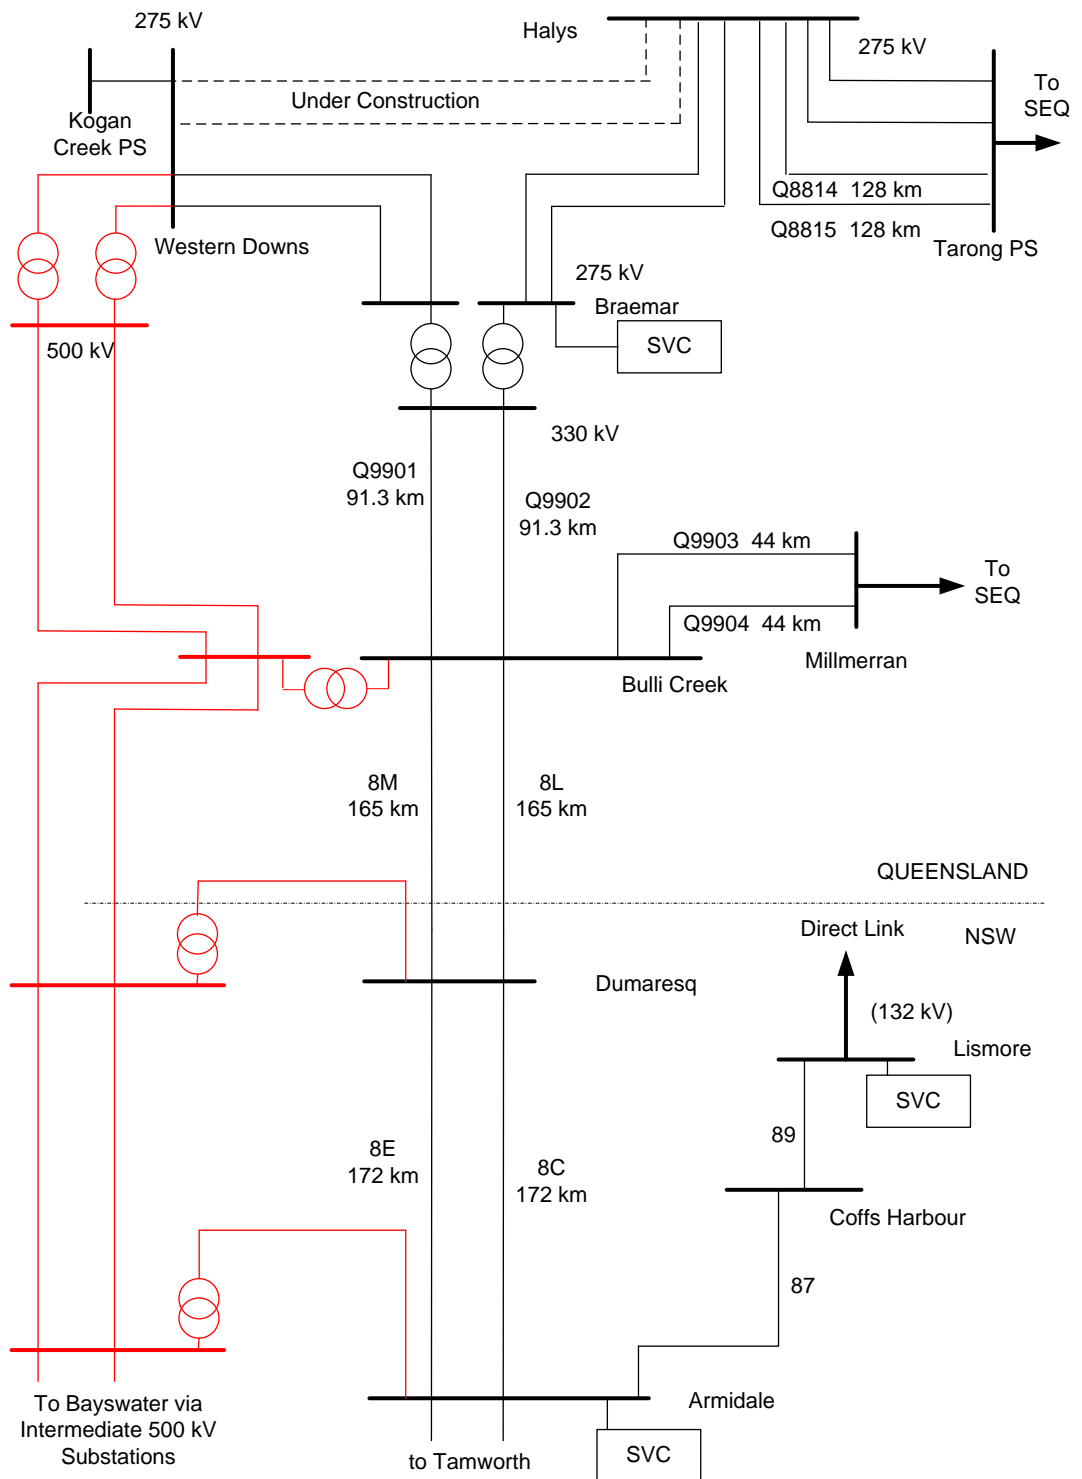 275 kV
Halys
275 kV
To
SEQ
Under Construction
Kogan
Creek PS
Q8814  128 km
Q8815  128 km
Tarong PS
Western Downs
275 kV
Braemar
SVC
500 kV
330 kV
Q9901
91.3 km
Q9902
91.3 km
Q9903  44 km
To
SEQ
Q9904  44 km
Millmerran
Bulli Creek
8M
165 km
8L
165 km
QUEENSLAND
Direct Link
NSW
Dumaresq
(132 kV)
Lismore
SVC
89
8E
172 km
8C
172 km
Coffs Harbour
87
Armidale
To Bayswater via
Intermediate 500 kV
Substations
to Tamworth
SVC